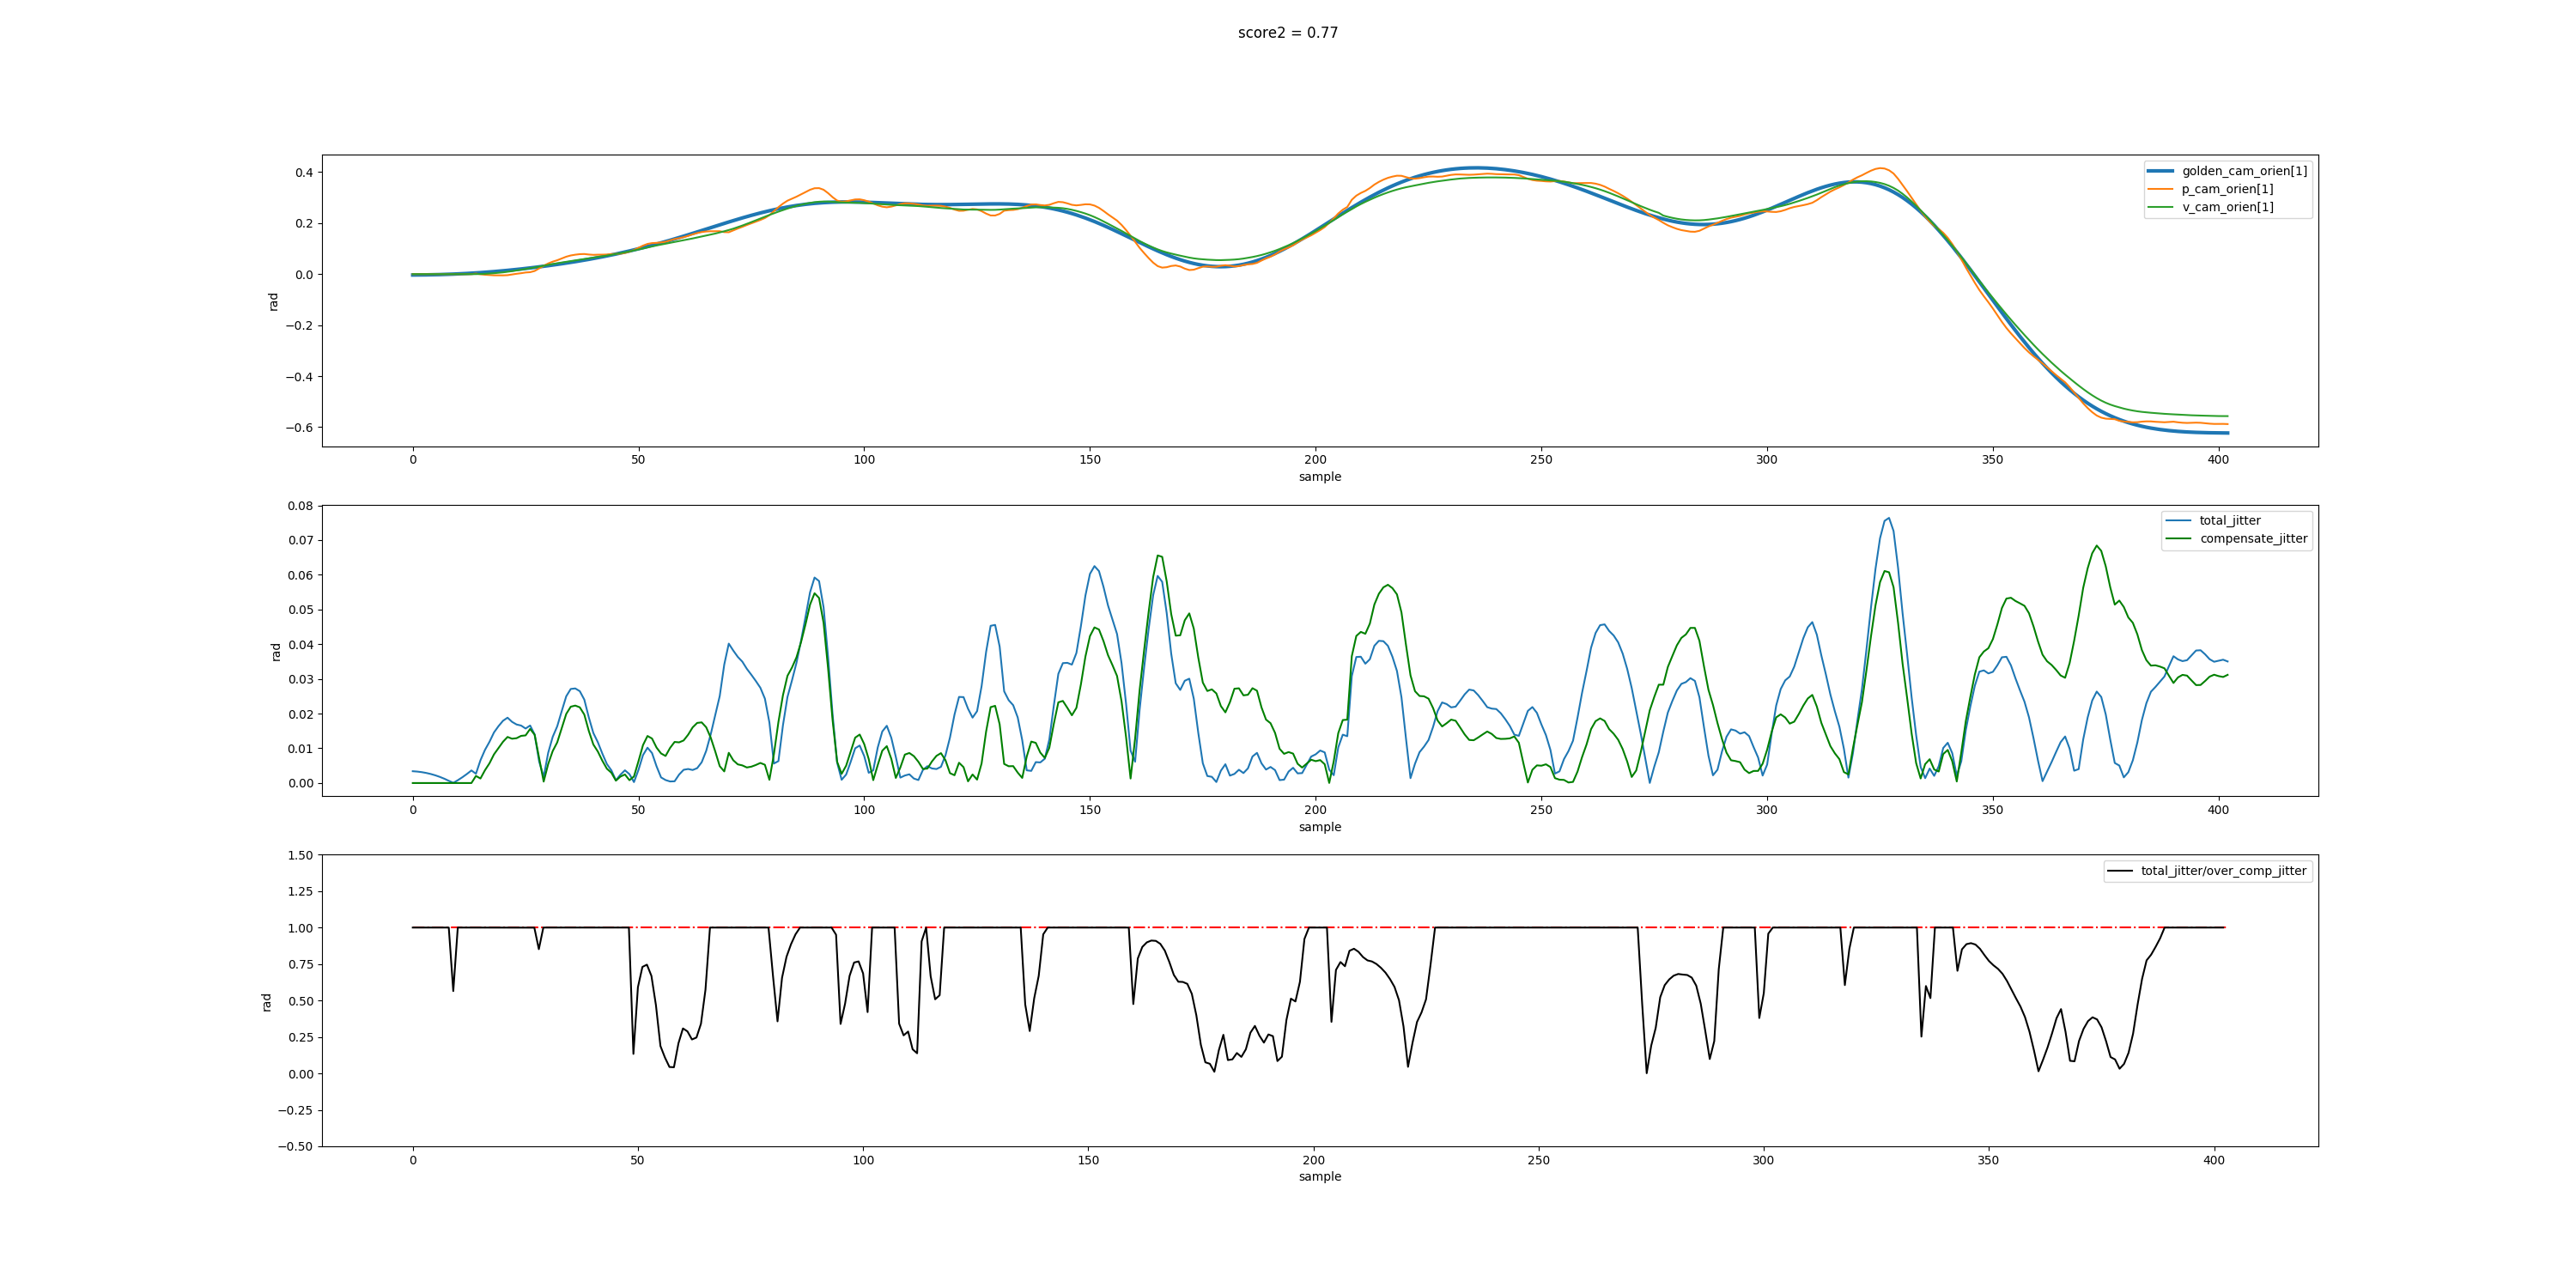 score2 = 0.77
golden_cam_orien[1]
p_cam_orien[1]
v_cam_orien[1]
0.4
0.2
0.0
−0.2
−0.4
−0.6
rad
0 50 100 150 200 250 300 350 400
sample
total_jitter
compensate_jitter
0.08
0.07
0.06
0.05
0.04
0.03
0.02
0.01
0.00
rad
0 50 100 150 200 250 300 350 400
sample
total_jitter/over_comp_jitter
1.50
1.25
1.00
0.75
0.50
0.25
0.00
−0.25
−0.50
rad
0 50 100 150 200 250 300 350 400
sample